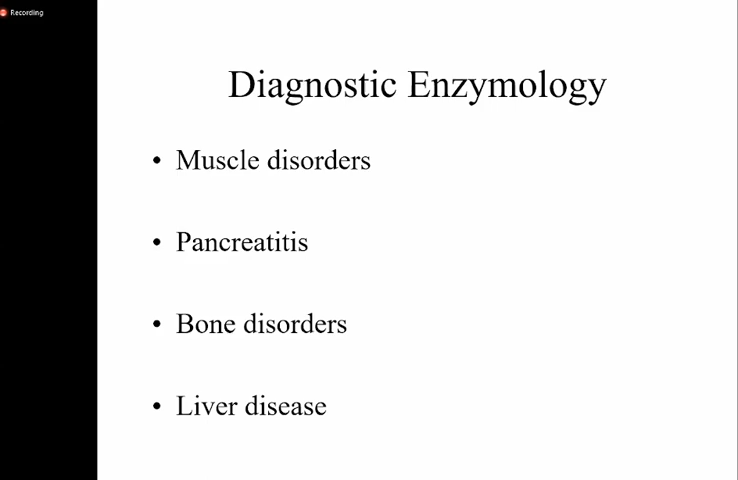 Recording
Diagnostic Enzymology
• Muscle disorders
• Pancreatitis
• Bone disorders
• Liver disease